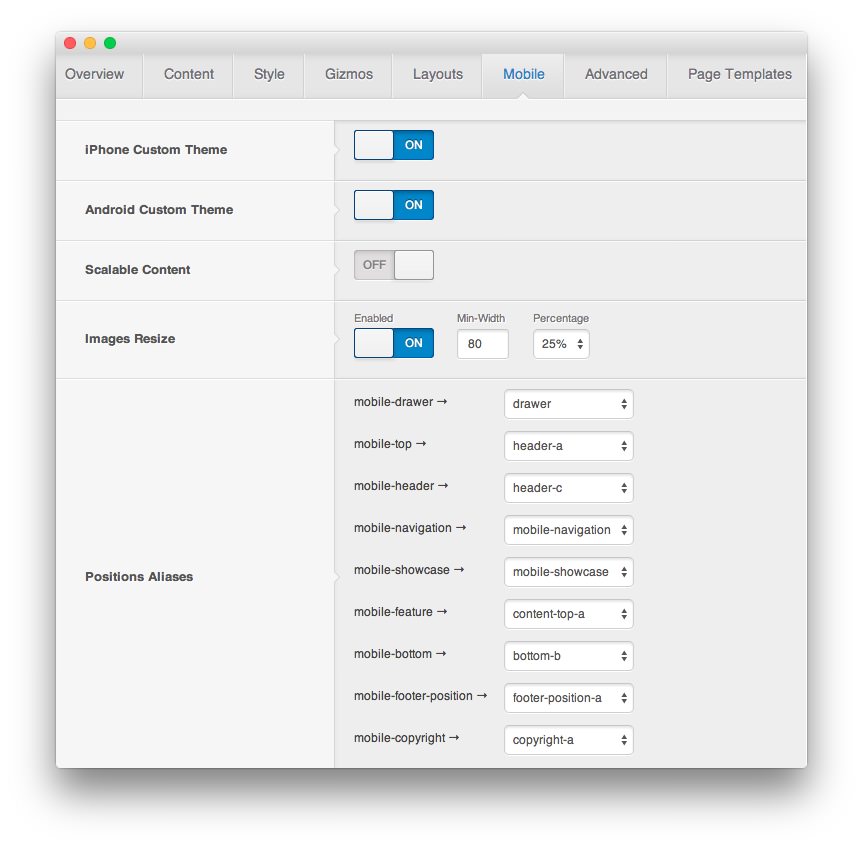 Overview Content Style Gizmos Layouts Mobile Advanced Page Templates
iPhone Custom Theme ON
Android Custom Theme ON
Scalable Content OFF
Enabled Min-Width Percentage
Images Resize ON 80 25%
mobile-drawer → drawer
mobile-top → header-a
mobile-header → header-c
mobile-navigation → mobile-navigation
mobile-showcase → mobile-showcase
Positions Aliases
mobile-feature → content-top-a
mobile-bottom → bottom-b
mobile-footer-position → footer-position-a
mobile-copyright → copyright-a